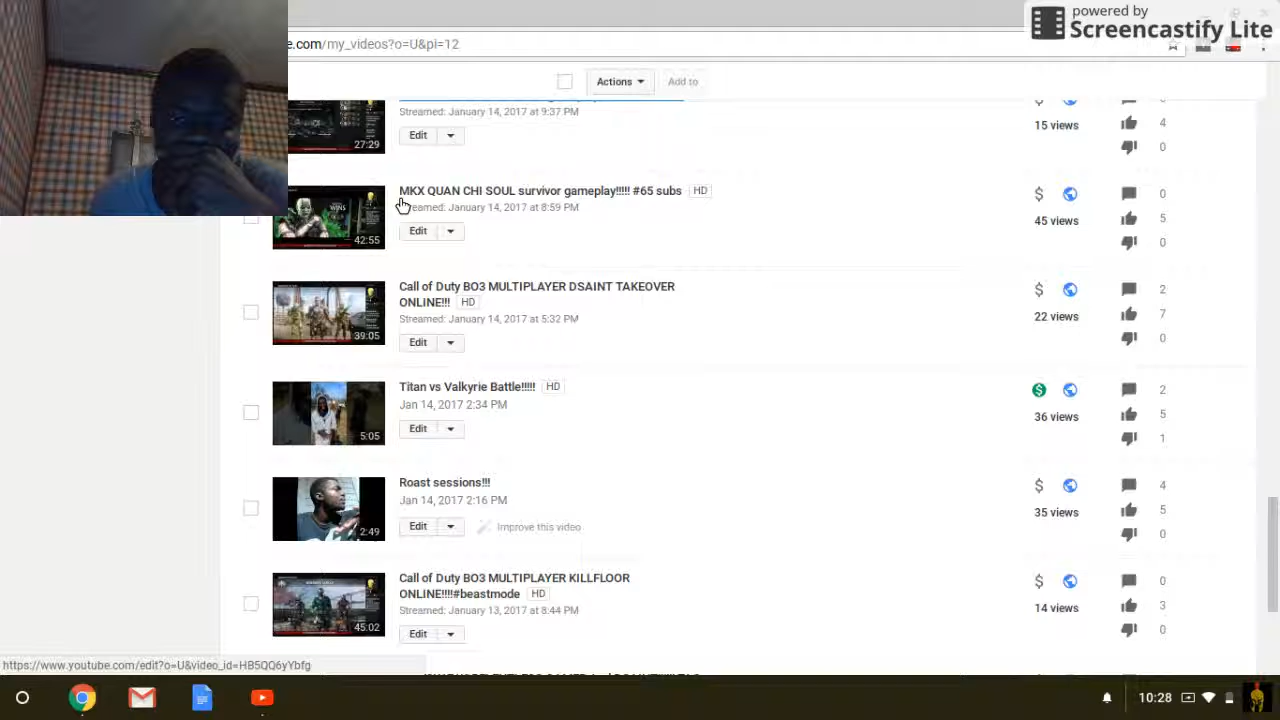 powered by
Screencastify Lite
e.com/my_videos?o=U&pi=12
Actions Add to
Streamed: January 14, 2017 at 9:37 PM
27:29
Edit
15 views
4
0
MKX QUAN CHI SOUL survivor gameplay!!!!! #65 subs HD
Streamed: January 14, 2017 at 8:59 PM
42:55
Edit
45 views
0
5
0
Call of Duty BO3 MULTIPLAYER DSAINT TAKEOVER
ONLINE!!! HD
Streamed: January 14, 2017 at 5:32 PM
39:05
Edit
22 views
2
7
0
Titan vs Valkyrie Battle!!!!! HD
Jan 14, 2017 2:34 PM
5:05
Edit
36 views
2
5
1
Roast sessions!!!
Jan 14, 2017 2:16 PM
2:49
Edit Improve this video
35 views
4
5
0
Call of Duty BO3 MULTIPLAYER KILLFLOOR
ONLINE!!!!#beastmode HD
Streamed: January 13, 2017 at 8:44 PM
45:02
Edit
14 views
0
3
0
https://www.youtube.com/edit?o=U&video_id=HB5QQ6yYbfg
10:28